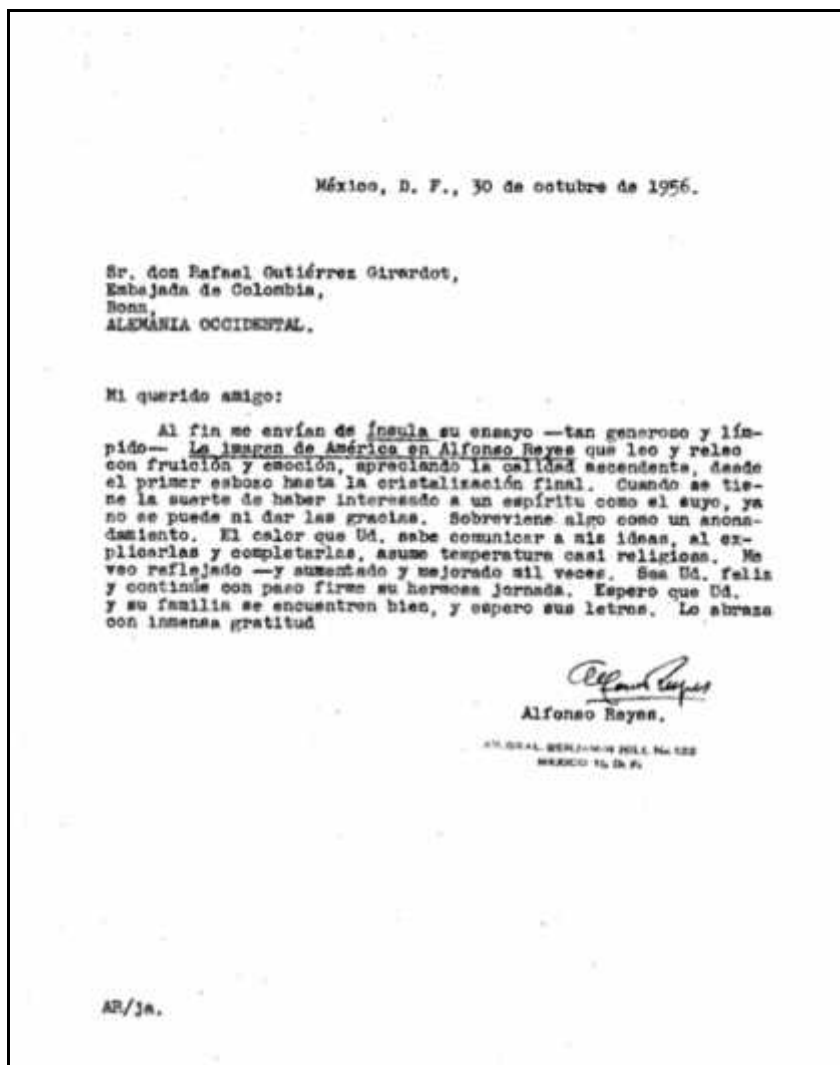 México, D. F., 30 de octubre de 1956.
Sr. don Rafael Gutiérrez Girardot,
Embajada de Colombia,
Bonn,
ALEMANIA OCCIDENTAL.
Mi querido amigo:
Al fin me envían de Ínsula su ensayo —tan generoso y lím-
pido— La imagen de América en Alfonso Reyes que leo y releo
con fruición y emoción, apreciando la calidad ascendente, desde
el primer esbozo hasta la cristalización final. Cuando se tie-
ne la suerte de haber interesado a un espíritu como el suyo, ya
no se puede ni dar las gracias. Sobreviene algo como un anona-
damiento. El calor que Ud. sabe comunicar a mis ideas, al ex-
plicarlas y completarlas, asume temperatura casi religiosa. Me
veo reflejado —y aumentado y mejorado mil veces. Sea Ud. feliz
y continúe con paso firme su hermosa jornada. Espero que Ud.
y su familia se encuentren bien, y espero sus letras. Lo abraza
con inmensa gratitud
Alfonso Reyes
Alfonso Reyes.
AV. GRAL. BENJAMIN HILL No. 122
MEXICO 11, D. F.
AR/ja.